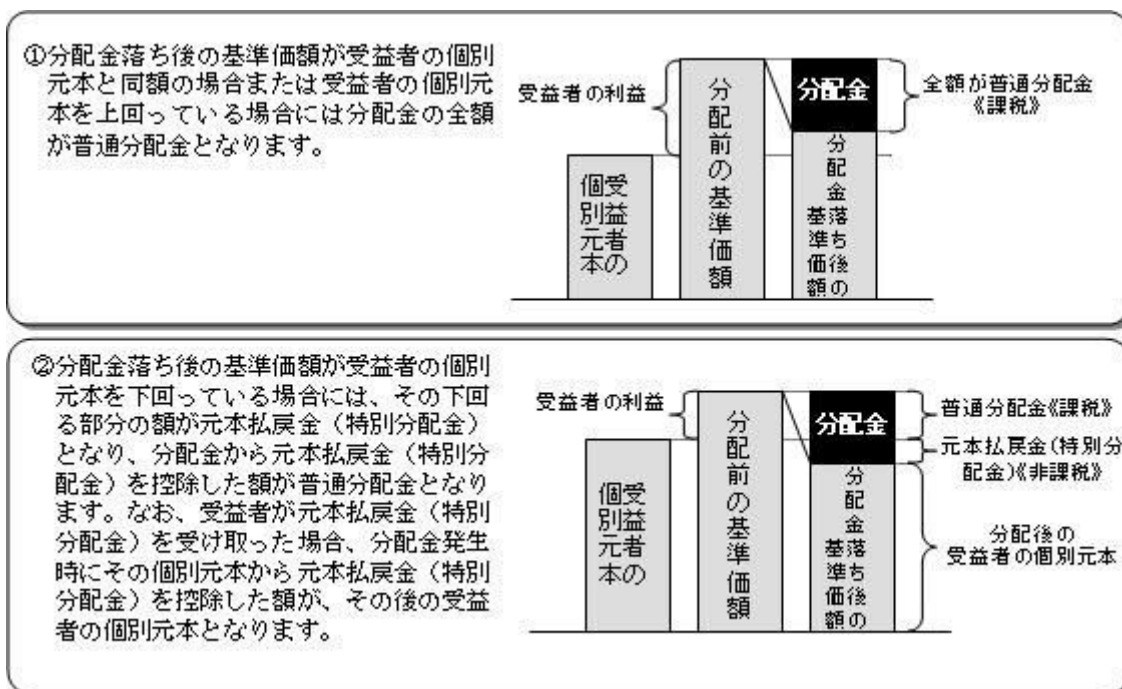 ①分配金落ち後の基準価額が受益者の個別
元本と同額の場合または受益者の個別元
本を上回っている場合には分配金の全額
が普通分配金となります。
受益者の利益
受益者の
個別元本
分配前の基準価額
分配金
分配金落ち後の
基準価額
全額が普通分配金
《課税》
②分配金落ち後の基準価額が受益者の個別
元本を下回っている場合には、その下回
る部分の額が元本払戻金（特別分配金）
となり、分配金から元本払戻金（特別分
配金）を控除した額が普通分配金となり
ます。なお、受益者が元本払戻金（特別
分配金）を受け取った場合、分配金発生
時にその個別元本から元本払戻金（特別
分配金）を控除した額が、その後の受益
者の個別元本となります。
受益者の利益
受益者の
個別元本
分配前の基準価額
分配金
分配金落ち後の
基準価額
普通分配金《課税》
元本払戻金(特別分
配金)《非課税》
分配後の
受益者の個別元本